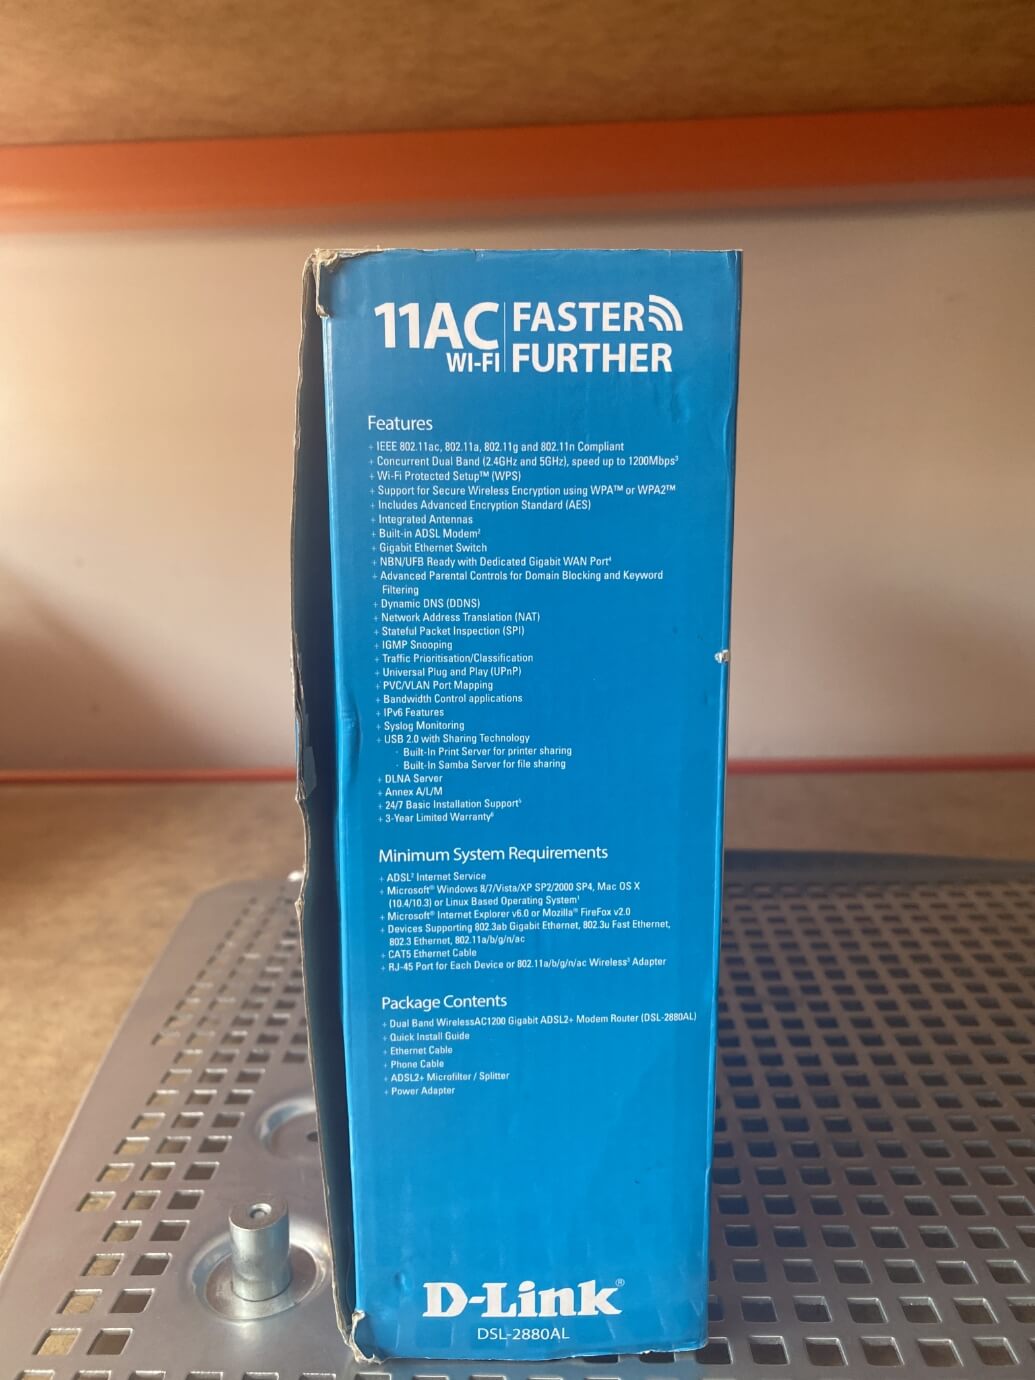 11AC
WI-FI
FASTER
FURTHER
Features
+ IEEE 802.11ac, 802.11a, 802.11g and 802.11n Compliant
+ Concurrent Dual Band (2.4GHz and 5GHz), speed up to 1200Mbps³
+ Wi-Fi Protected Setup™ (WPS)
+ Support for Secure Wireless Encryption using WPA™ or WPA2™
+ Includes Advanced Encryption Standard (AES)
+ Integrated Antennas
+ Built-in ADSL Modem²
+ Gigabit Ethernet Switch
+ NBN/UFB Ready with Dedicated Gigabit WAN Port⁴
+ Advanced Parental Controls for Domain Blocking and Keyword
Filtering
+ Dynamic DNS (DDNS)
+ Network Address Translation (NAT)
+ Stateful Packet Inspection (SPI)
+ IGMP Snooping
+ Traffic Prioritisation/Classification
+ Universal Plug and Play (UPnP)
+ PVC/VLAN Port Mapping
+ Bandwidth Control applications
+ IPv6 Features
+ Syslog Monitoring
+ USB 2.0 with Sharing Technology
· Built-In Print Server for printer sharing
· Built-In Samba Server for file sharing
+ DLNA Server
+ Annex A/L/M
+ 24/7 Basic Installation Support⁵
+ 3-Year Limited Warranty⁶
Minimum System Requirements
+ ADSL² Internet Service
+ Microsoft® Windows 8/7/Vista/XP SP2/2000 SP4, Mac OS X
(10.4/10.3) or Linux Based Operating System¹
+ Microsoft® Internet Explorer v6.0 or Mozilla® FireFox v2.0
+ Devices Supporting 802.3ab Gigabit Ethernet, 802.3u Fast Ethernet,
802.3 Ethernet, 802.11a/b/g/n/ac
+ CAT5 Ethernet Cable
+ RJ-45 Port for Each Device or 802.11a/b/g/n/ac Wireless³ Adapter
Package Contents
+ Dual Band WirelessAC1200 Gigabit ADSL2+ Modem Router (DSL-2880AL)
+ Quick Install Guide
+ Ethernet Cable
+ Phone Cable
+ ADSL2+ Microfilter / Splitter
+ Power Adapter
D-Link®
DSL-2880AL